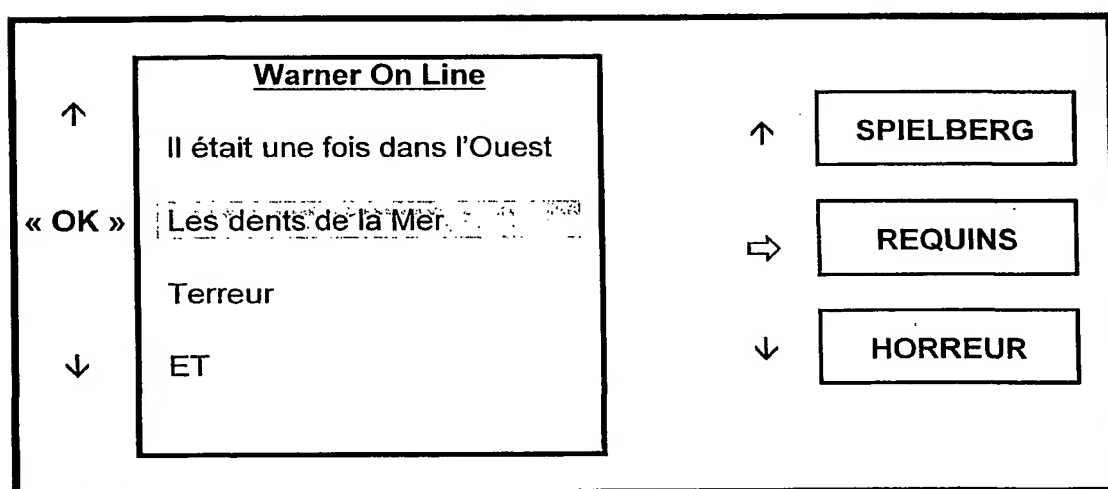 Warner On Line
↑
Il était une fois dans l'Ouest
« OK »
Les dents de la Mer
Terreur
↓
ET
↑
SPIELBERG
⇨
REQUINS
↓
HORREUR